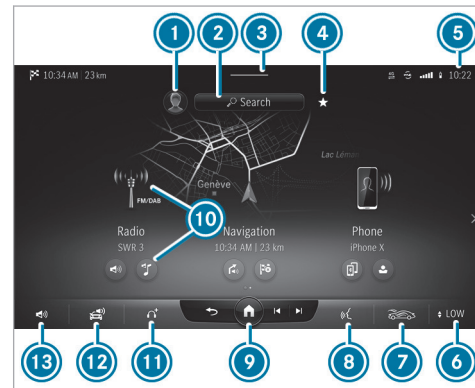 1 2 3 4 5
10:34 AM | 23 km
10:22
Search
Lac Léman
Genève
FM/DAB
10
Radio Navigation Phone
SWR 3 10:34 AM | 23 km iPhone X
LOW
13 12 11 9 8 7 6